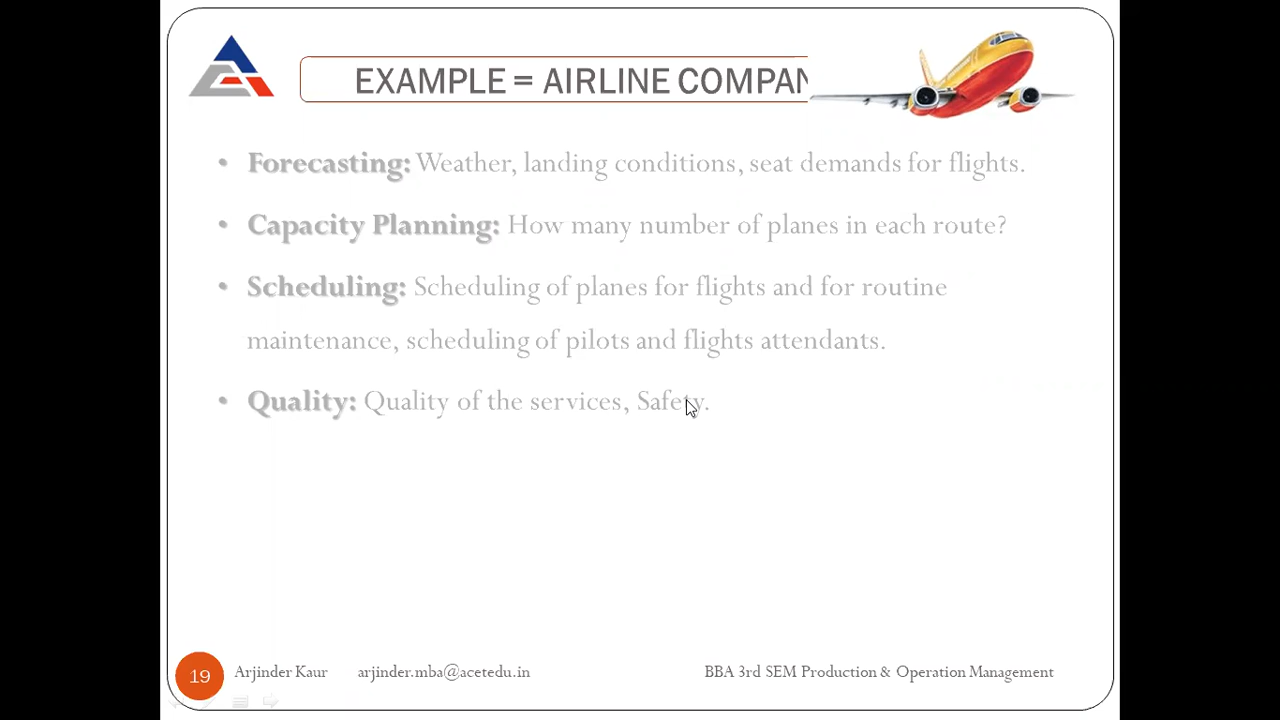 EXAMPLE = AIRLINE COMPAN
• Forecasting: Weather, landing conditions, seat demands for flights.
• Capacity Planning: How many number of planes in each route?
• Scheduling: Scheduling of planes for flights and for routine
maintenance, scheduling of pilots and flights attendants.
• Quality: Quality of the services, Safety.
19 Arjinder Kaur arjinder.mba@acetedu.in BBA 3rd SEM Production & Operation Management